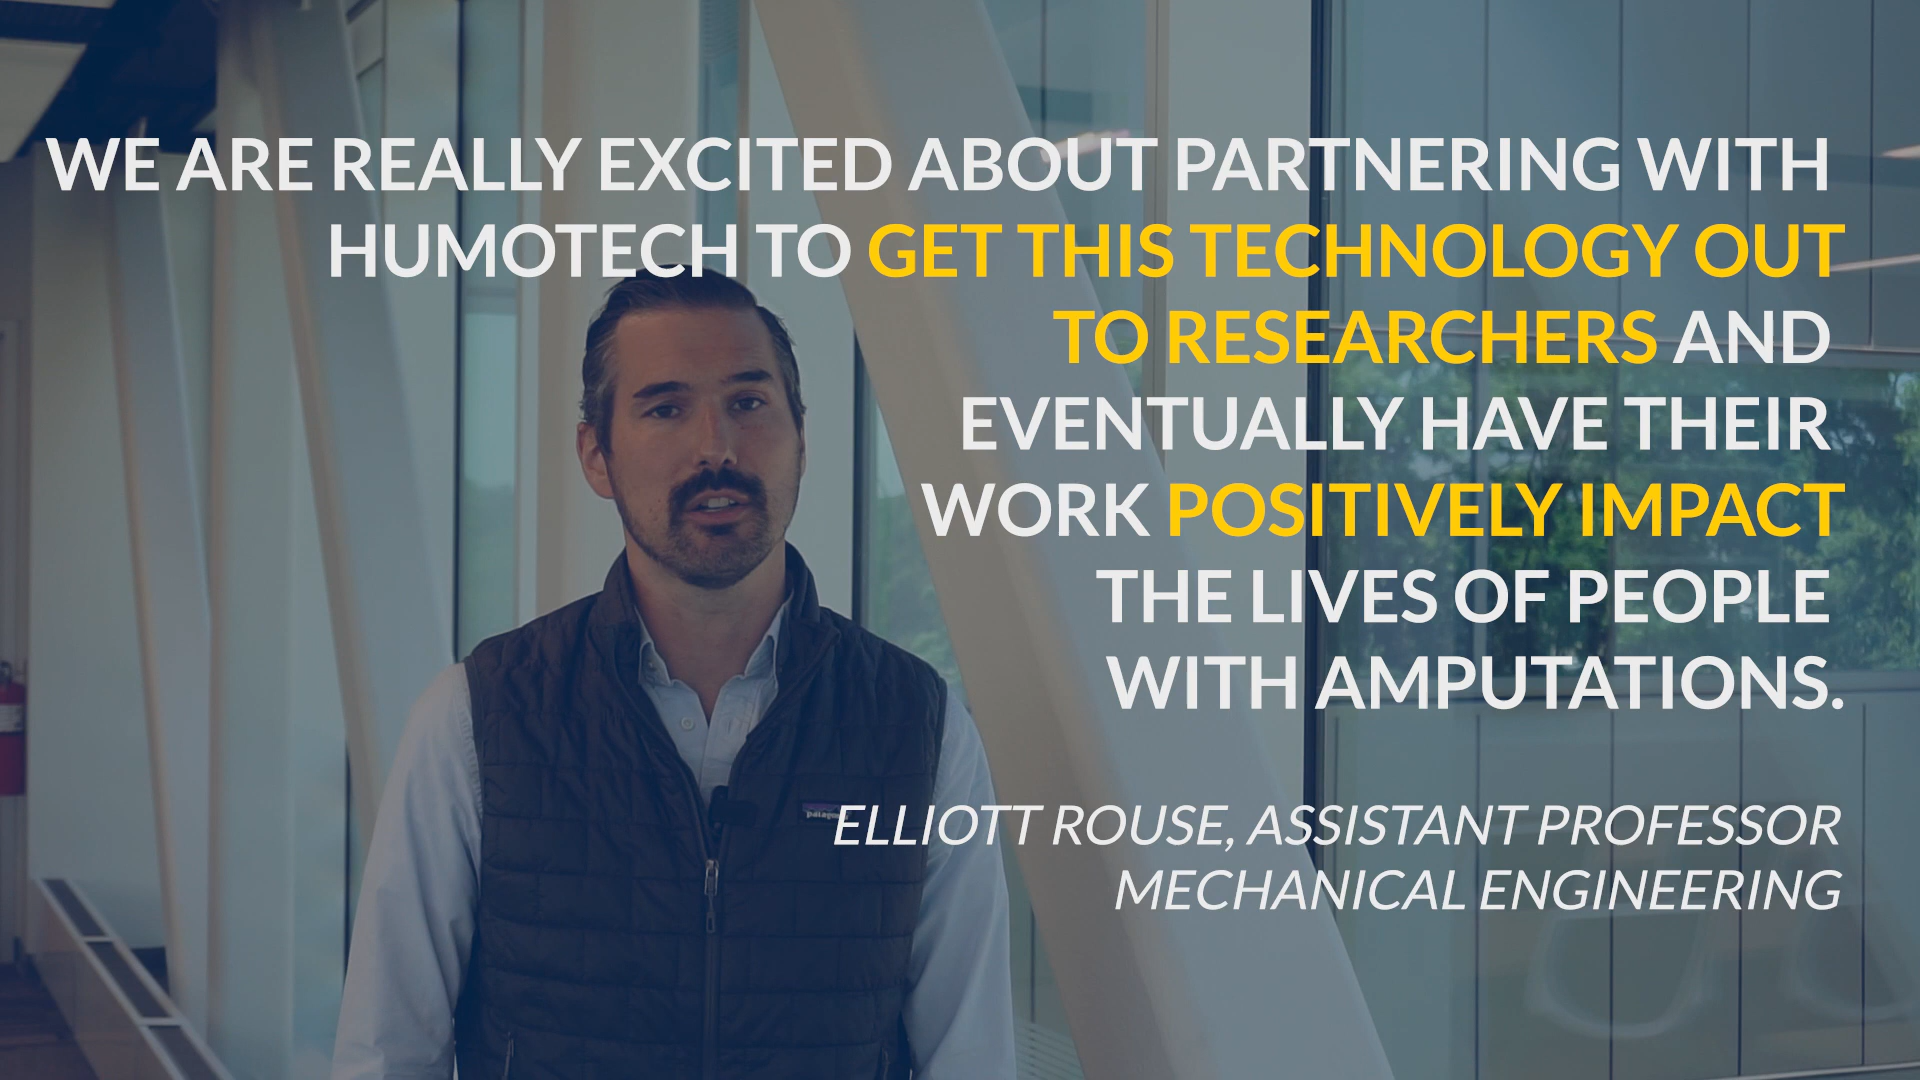 WE ARE REALLY EXCITED ABOUT PARTNERING WITH
HUMOTECH TO GET THIS TECHNOLOGY OUT
TO RESEARCHERS AND
EVENTUALLY HAVE THEIR
WORK POSITIVELY IMPACT
THE LIVES OF PEOPLE
WITH AMPUTATIONS.
patagonia
ELLIOTT ROUSE, ASSISTANT PROFESSOR
MECHANICAL ENGINEERING